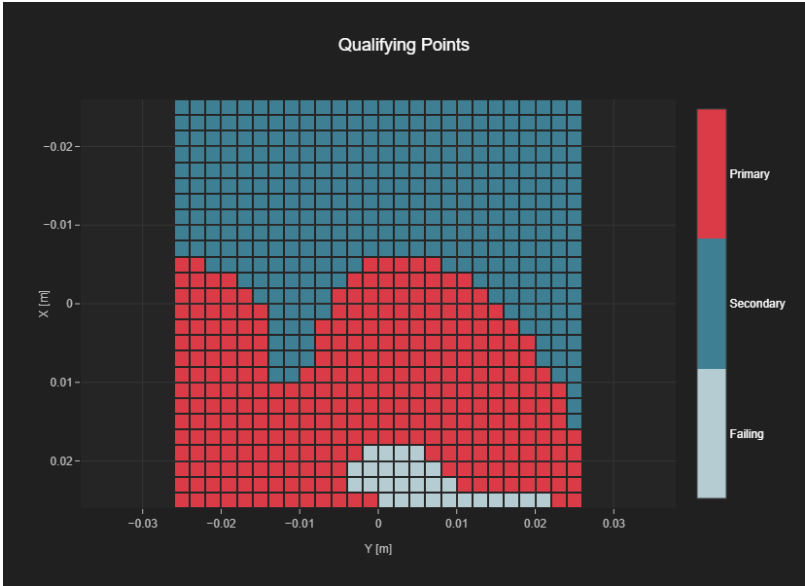 Qualifying Points
Primary
Secondary
Failing
−0.02
−0.01
0
0.01
0.02
X [m]
−0.03
−0.02
−0.01
0
0.01
0.02
0.03
Y [m]